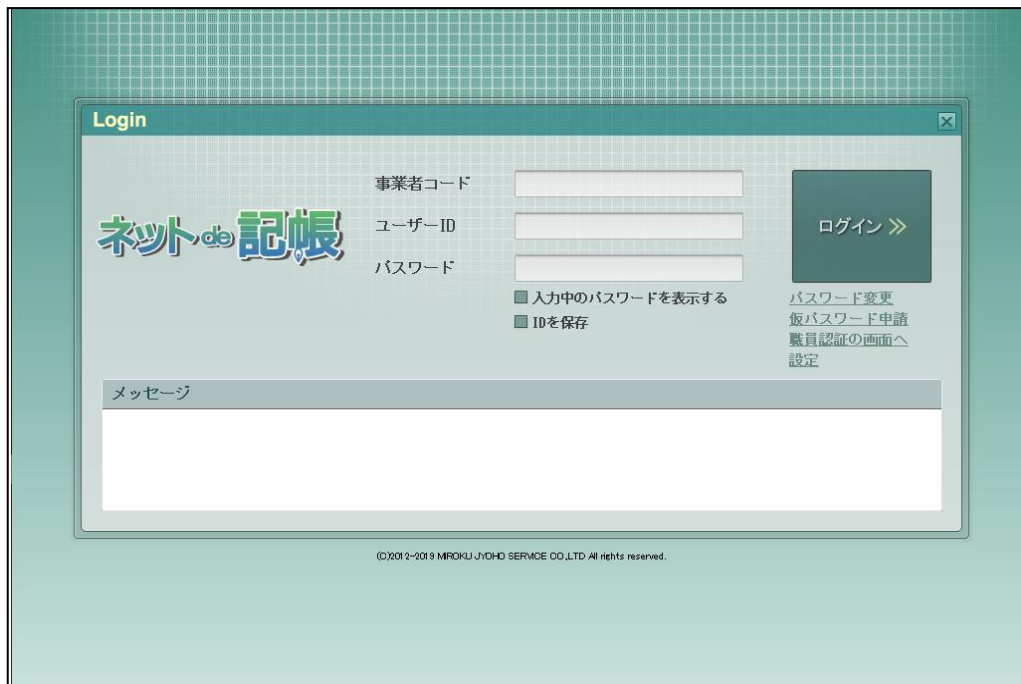 Login
事業者コード
ネットde記帳
ユーザーID
ログイン
パスワード
入力中のパスワードを表示する
IDを保存
パスワード変更
仮パスワード申請
職員認証の画面へ
設定
メッセージ
(C)2012-2019 MIROKU JYOHO SERVICE CO.,LTD All rights reserved.